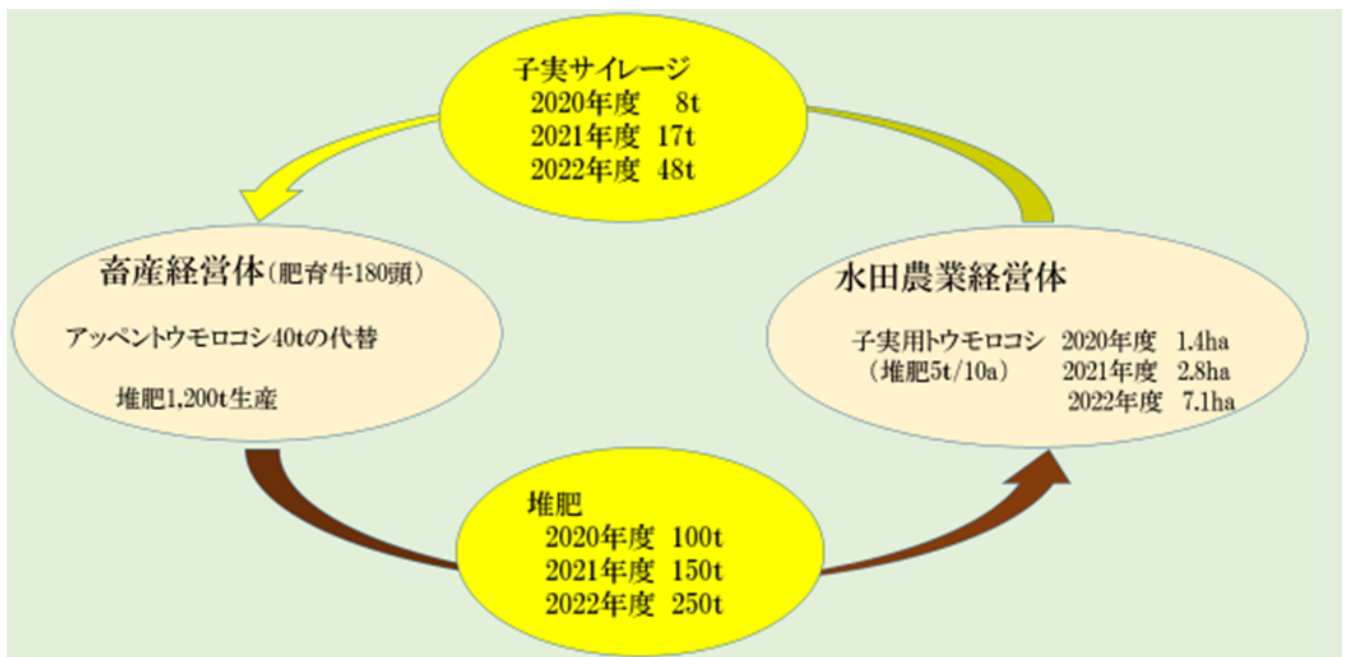 子実サイレージ
2020年度 8t
2021年度 17t
2022年度 48t
畜産経営体(肥育牛180頭)
アッペントウモロコシ40tの代替
堆肥1,200t生産
水田農業経営体
子実用トウモロコシ 2020年度 1.4ha
(堆肥5t/10a) 2021年度 2.8ha
2022年度 7.1ha
堆肥
2020年度 100t
2021年度 150t
2022年度 250t